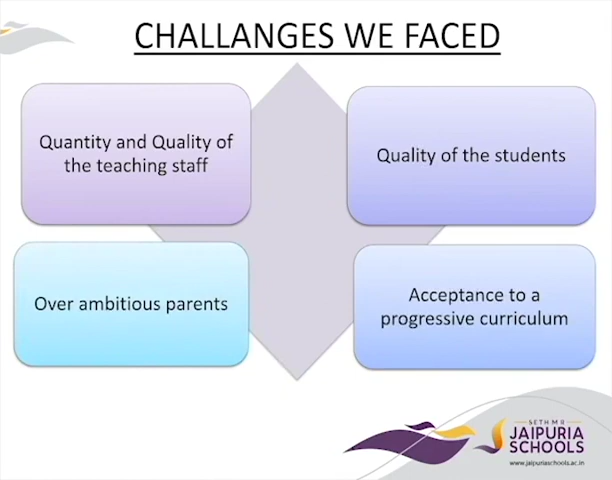 CHALLANGES WE FACED
Quantity and Quality of
the teaching staff
Quality of the students
Over ambitious parents
Acceptance to a
progressive curriculum
SETH M R
JAIPURIA
SCHOOLS
www.jaipuriaschools.ac.in